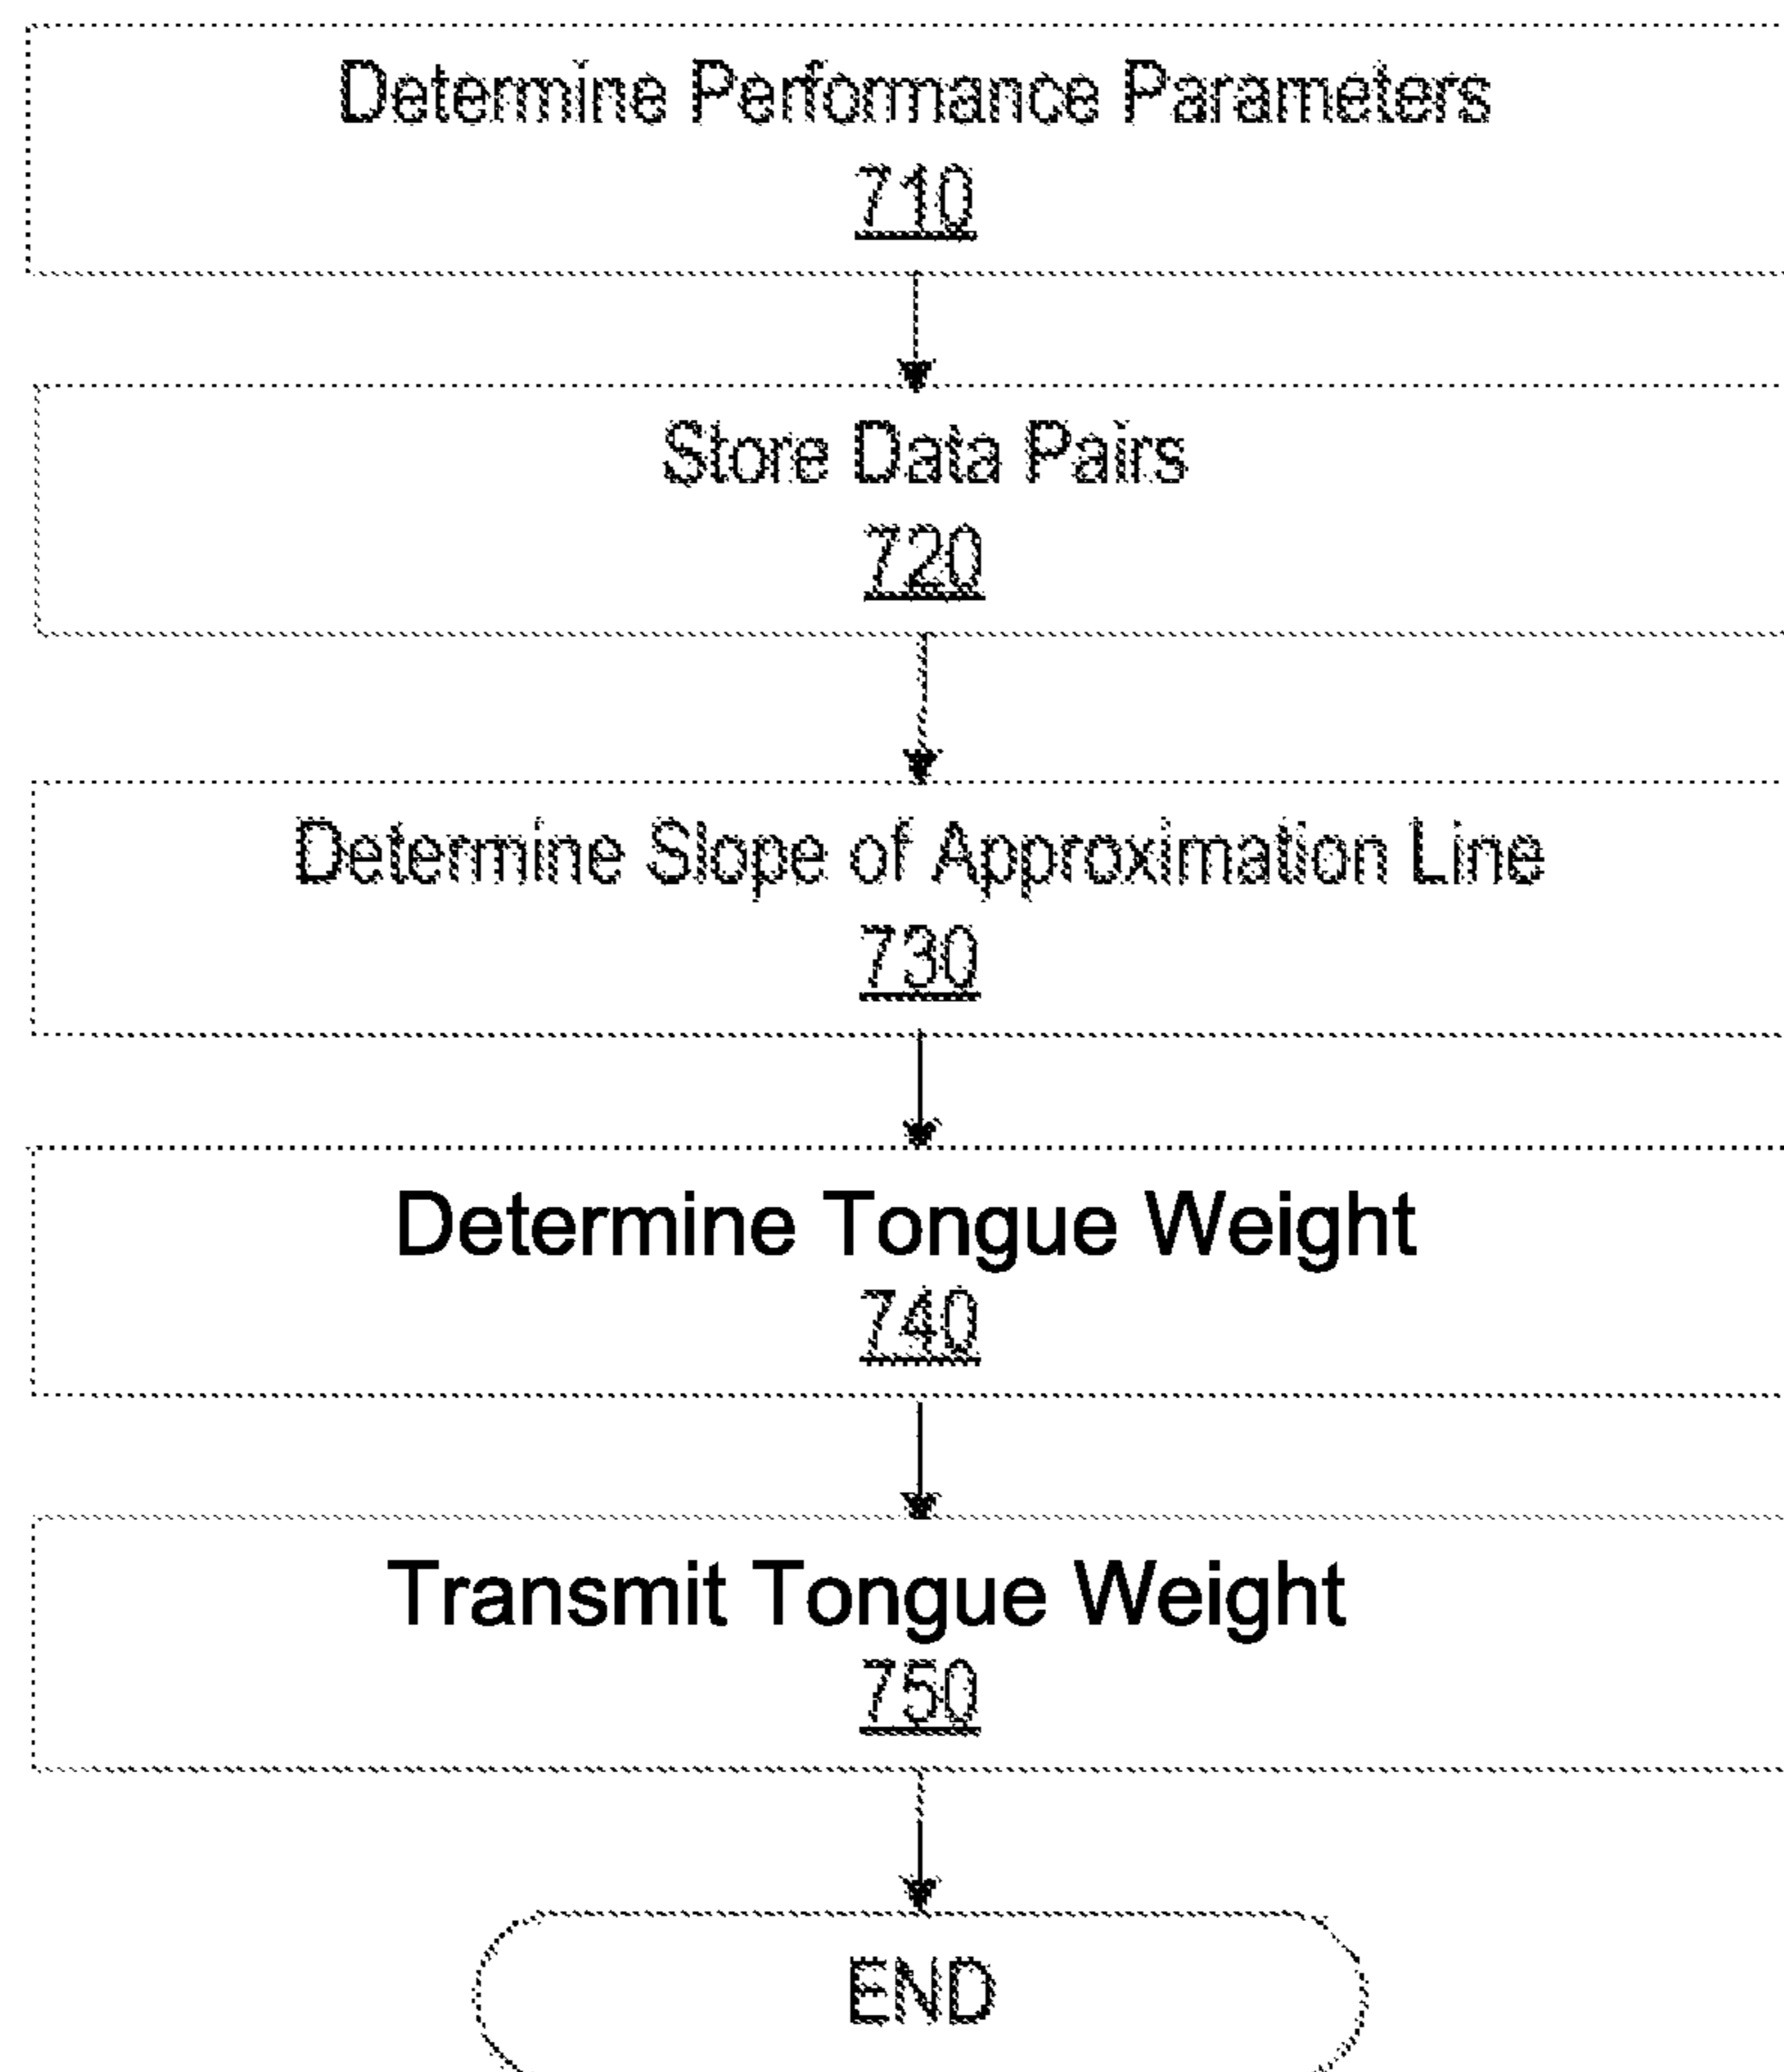 Determine Performance Parameters
710
Store Data Pairs
720
Determine Slope of Approximation Line
730
Determine Tongue Weight
740
Transmit Tongue Weight
750
END